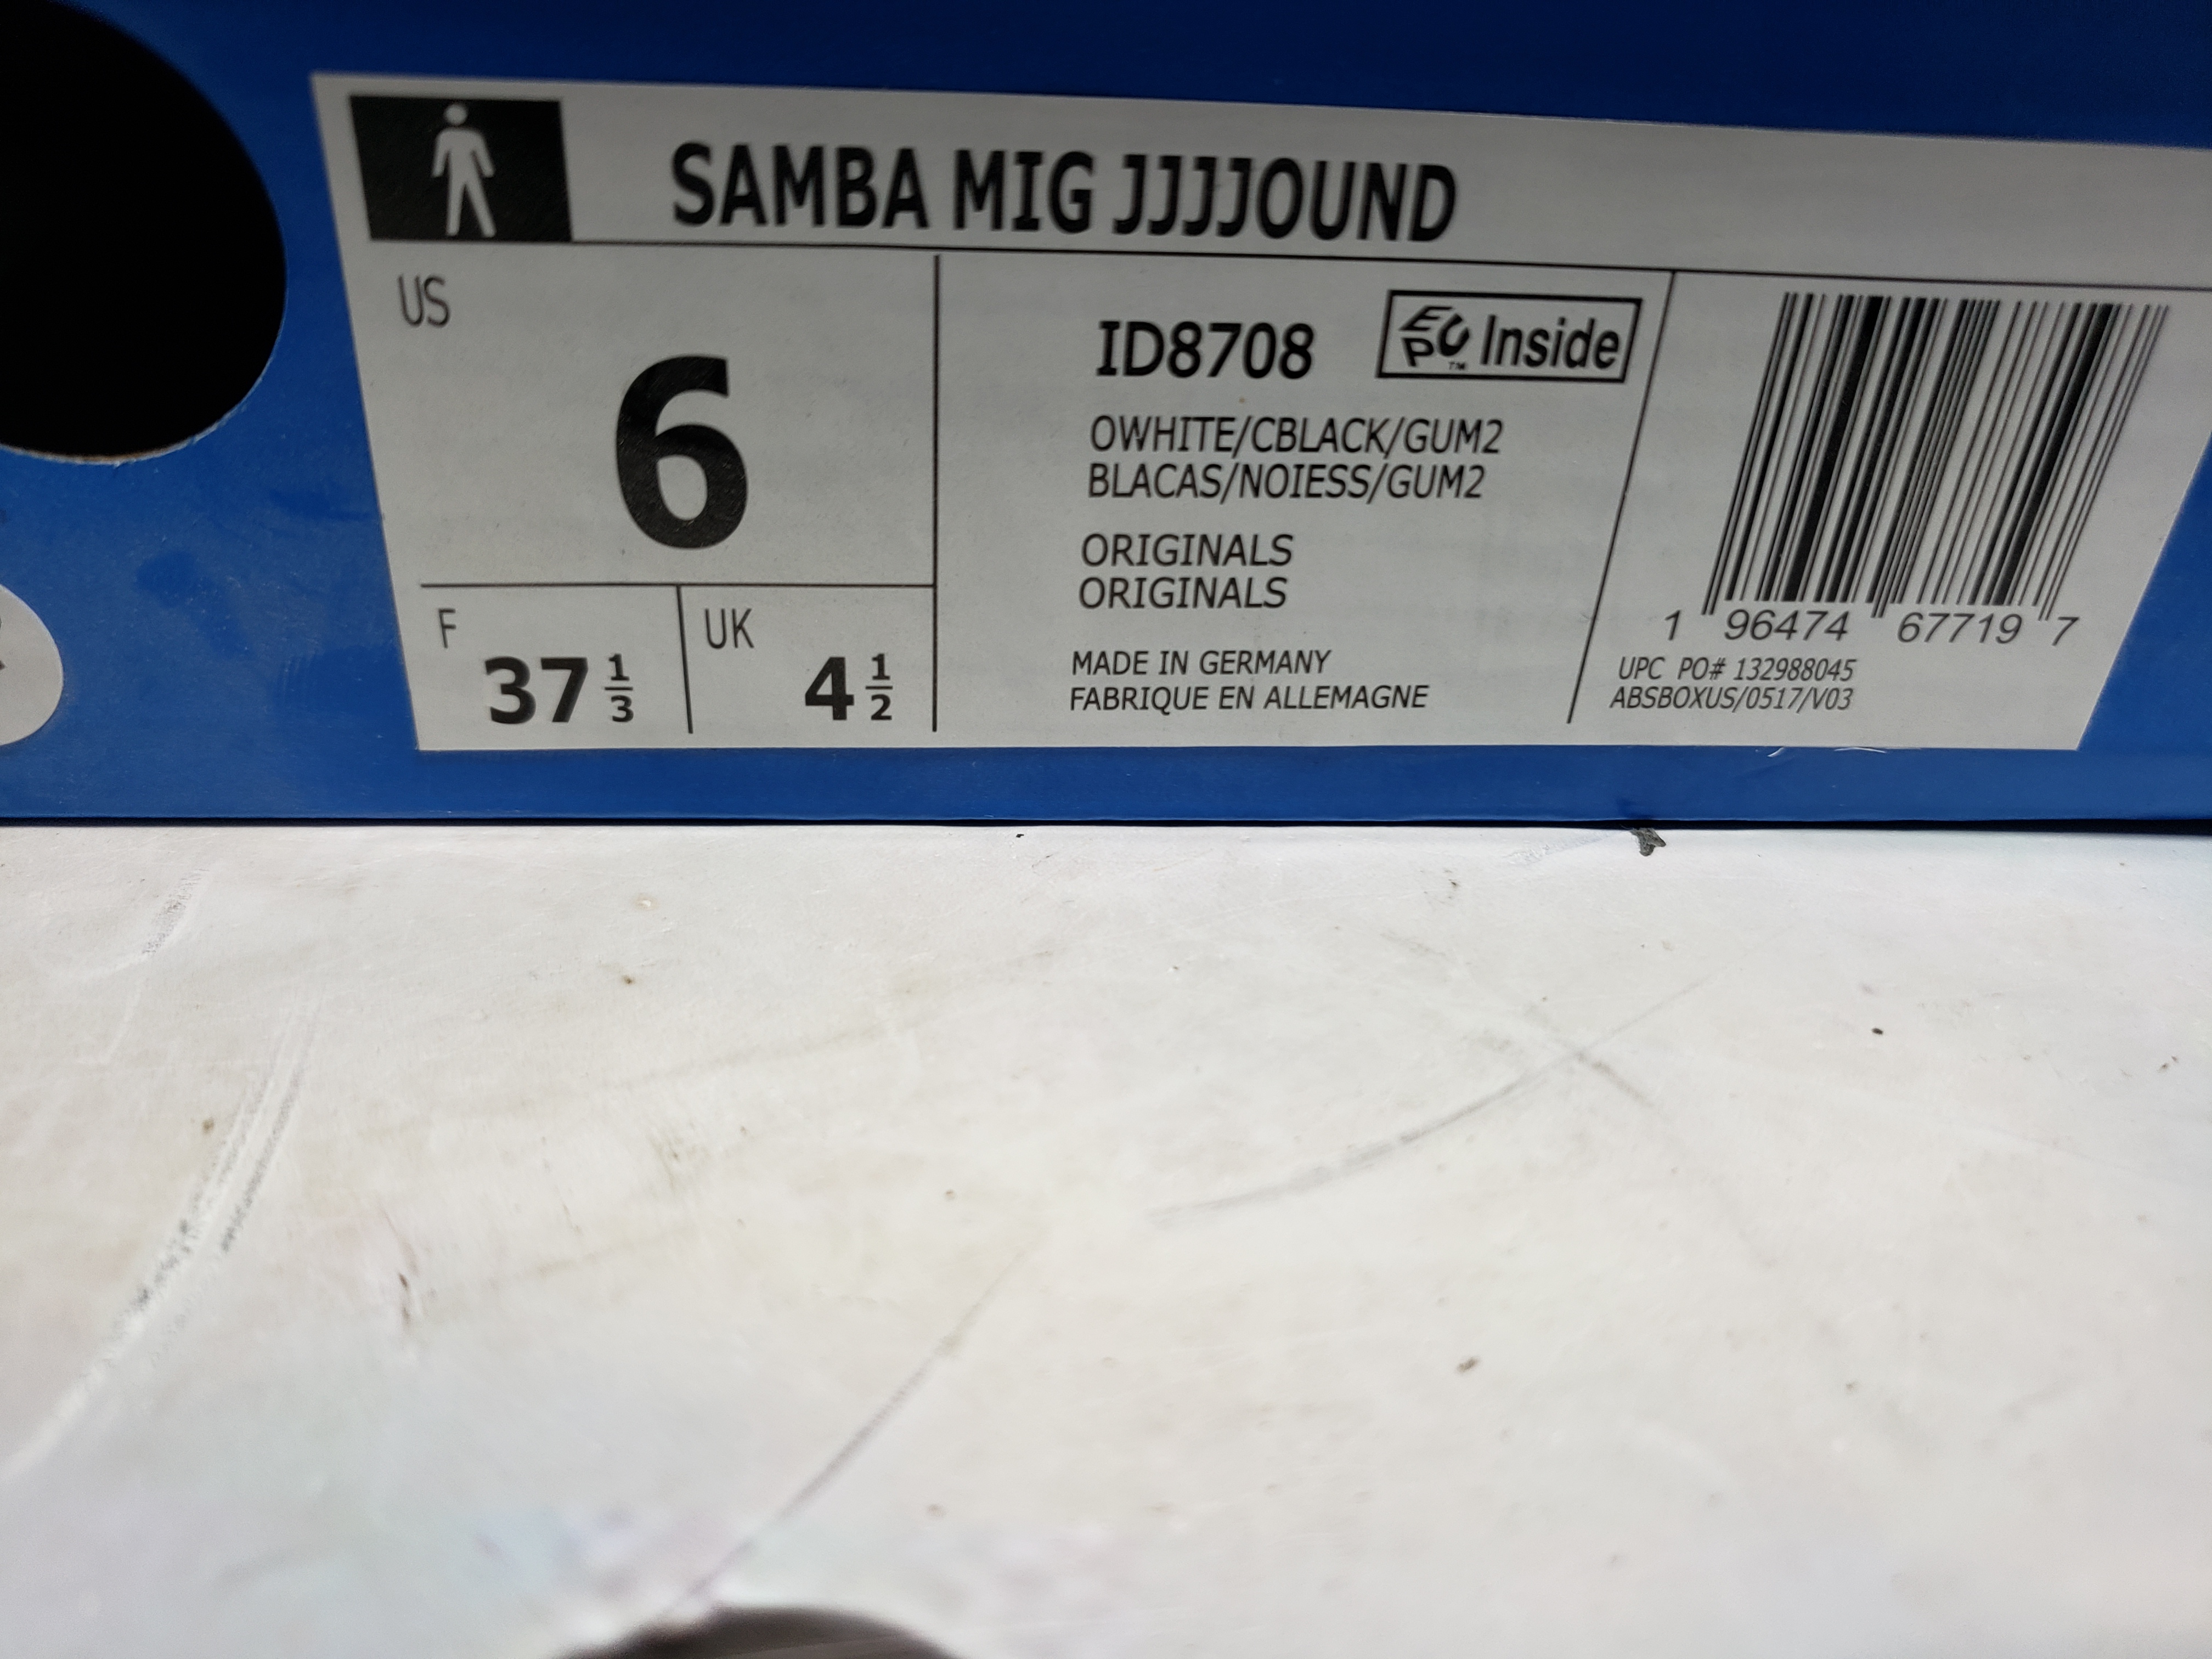 SAMBA MIG JJJJOUND
US
6
F
37 1/3
UK
4 1/2
ID8708
EPCU™ Inside
OWHITE/CBLACK/GUM2
BLACAS/NOIESS/GUM2
ORIGINALS
ORIGINALS
MADE IN GERMANY
FABRIQUE EN ALLEMAGNE
1 96474 67719 7
UPC PO# 132988045
ABSBOXUS/0517/V03